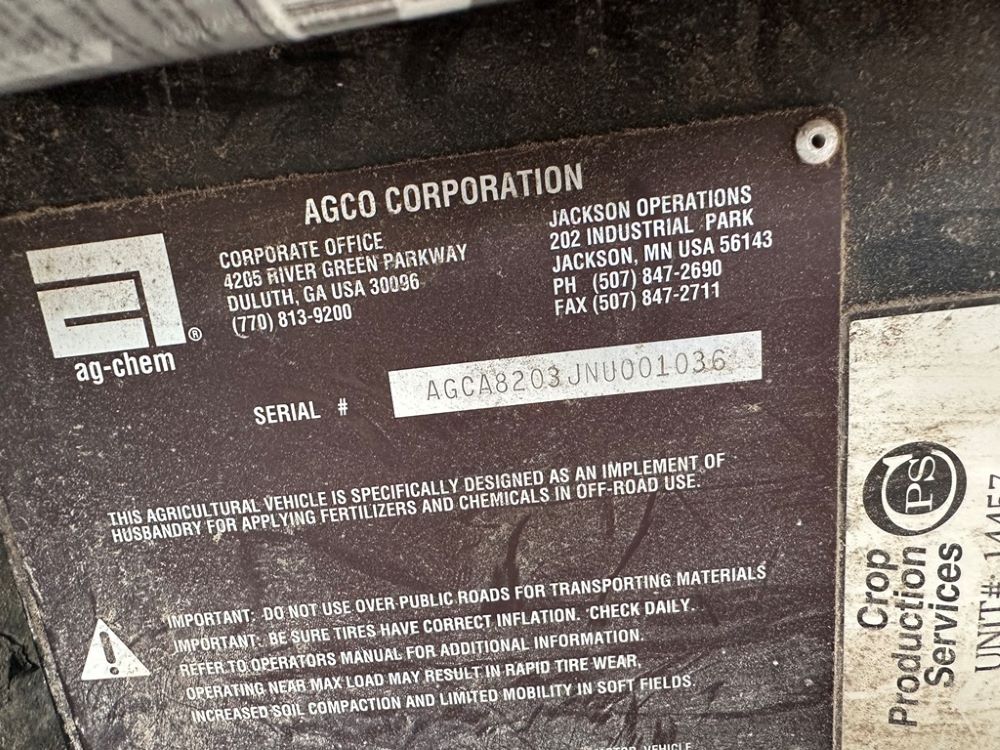 AGCO CORPORATION
CORPORATE OFFICE
4205 RIVER GREEN PARKWAY
DULUTH, GA USA 30096
(770) 813-9200
JACKSON OPERATIONS
202 INDUSTRIAL PARK
JACKSON, MN USA 56143
PH (507) 847-2690
FAX (507) 847-2711
®
ag-chem
SERIAL # AGCA8203JNU001036
THIS AGRICULTURAL VEHICLE IS SPECIFICALLY DESIGNED AS AN IMPLEMENT OF
HUSBANDRY FOR APPLYING FERTILIZERS AND CHEMICALS IN OFF-ROAD USE.
IMPORTANT: DO NOT USE OVER PUBLIC ROADS FOR TRANSPORTING MATERIALS
IMPORTANT: BE SURE TIRES HAVE CORRECT INFLATION. CHECK DAILY.
REFER TO OPERATORS MANUAL FOR ADDITIONAL INFORMATION.
OPERATING NEAR MAX LOAD MAY RESULT IN RAPID TIRE WEAR,
INCREASED SOIL COMPACTION AND LIMITED MOBILITY IN SOFT FIELDS.
VEHICLE
CPS
Crop
Production
Services
UNIT#: 14457